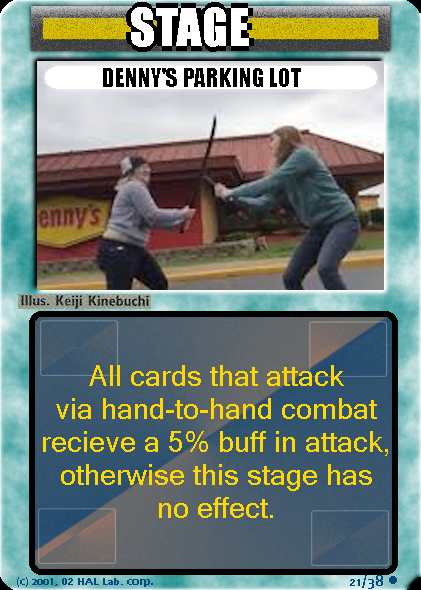 STAGE
DENNY'S PARKING LOT
enny's
Illus. Keiji Kinebuchi
All cards that attack
via hand-to-hand combat
recieve a 5% buff in attack,
otherwise this stage has
no effect.
(c) 2001, 02 HAL Lab. corp.
21/38